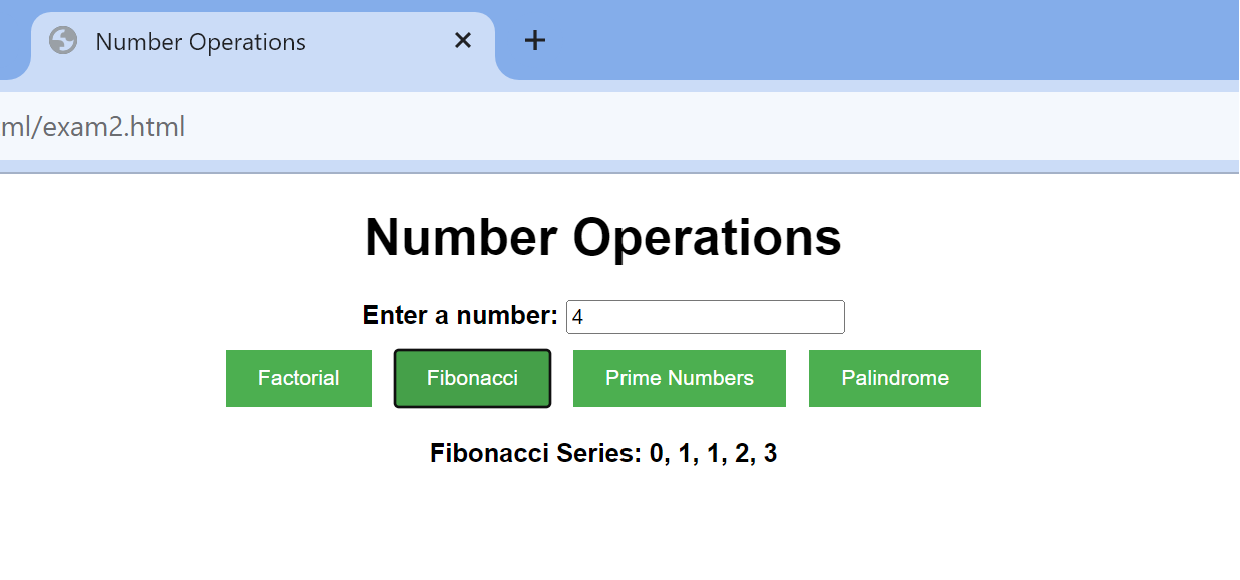 Number Operations
ml/exam2.html
Number Operations
Enter a number: 4
Factorial Fibonacci Prime Numbers Palindrome
Fibonacci Series: 0, 1, 1, 2, 3